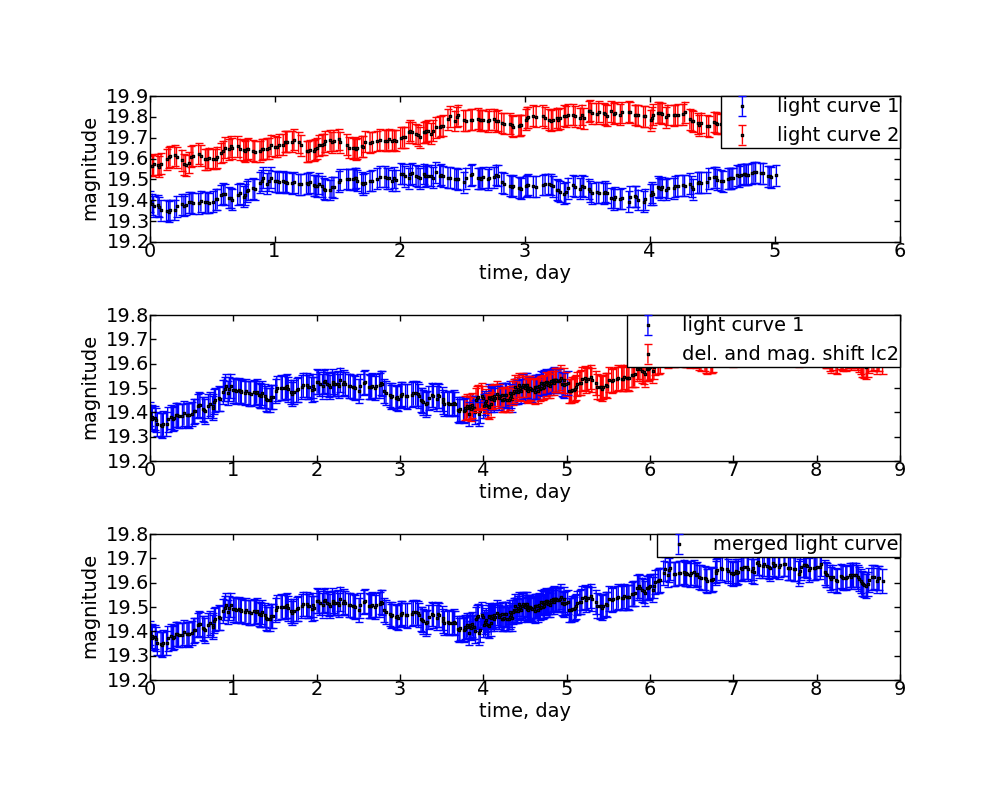 19.9
19.8
19.7
19.6
19.5
19.4
19.3
19.2
magnitude
light curve 1
light curve 2
0 1 2 3 4 5 6
time, day
19.8
19.7
19.6
19.5
19.4
19.3
19.2
magnitude
light curve 1
del. and mag. shift lc2
0 1 2 3 4 5 6 7 8 9
time, day
19.8
19.7
19.6
19.5
19.4
19.3
19.2
magnitude
merged light curve
0 1 2 3 4 5 6 7 8 9
time, day